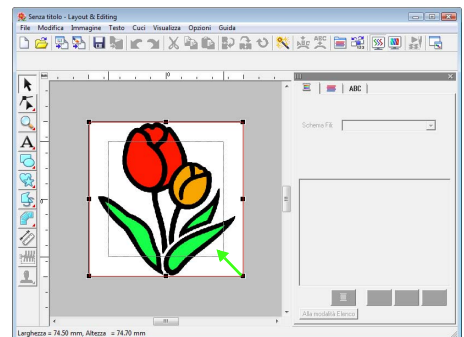 Senza titolo - Layout & Editing
File Modifica Immagine Testo Cuci Visualizza Opzioni Guida
ABC
Schema Fili:
Alla modalità Elenco
Larghezza = 74.50 mm, Altezza = 74.70 mm